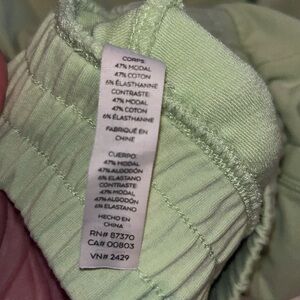 CORPS:
47% MODAL
47% COTON
6% ÉLASTHANNE
CONTRASTE:
47% MODAL
47% COTON
6% ÉLASTHANNE
FABRIQUÉ EN
CHINE
CUERPO:
47% MODAL
47% ALGODÓN
6% ELASTANO
CONTRASTE
47% MODAL
47% ALGODÓN
6% ELASTANO
HECHO EN
CHINA
RN# 87370
CA# 00803
VN# 2429